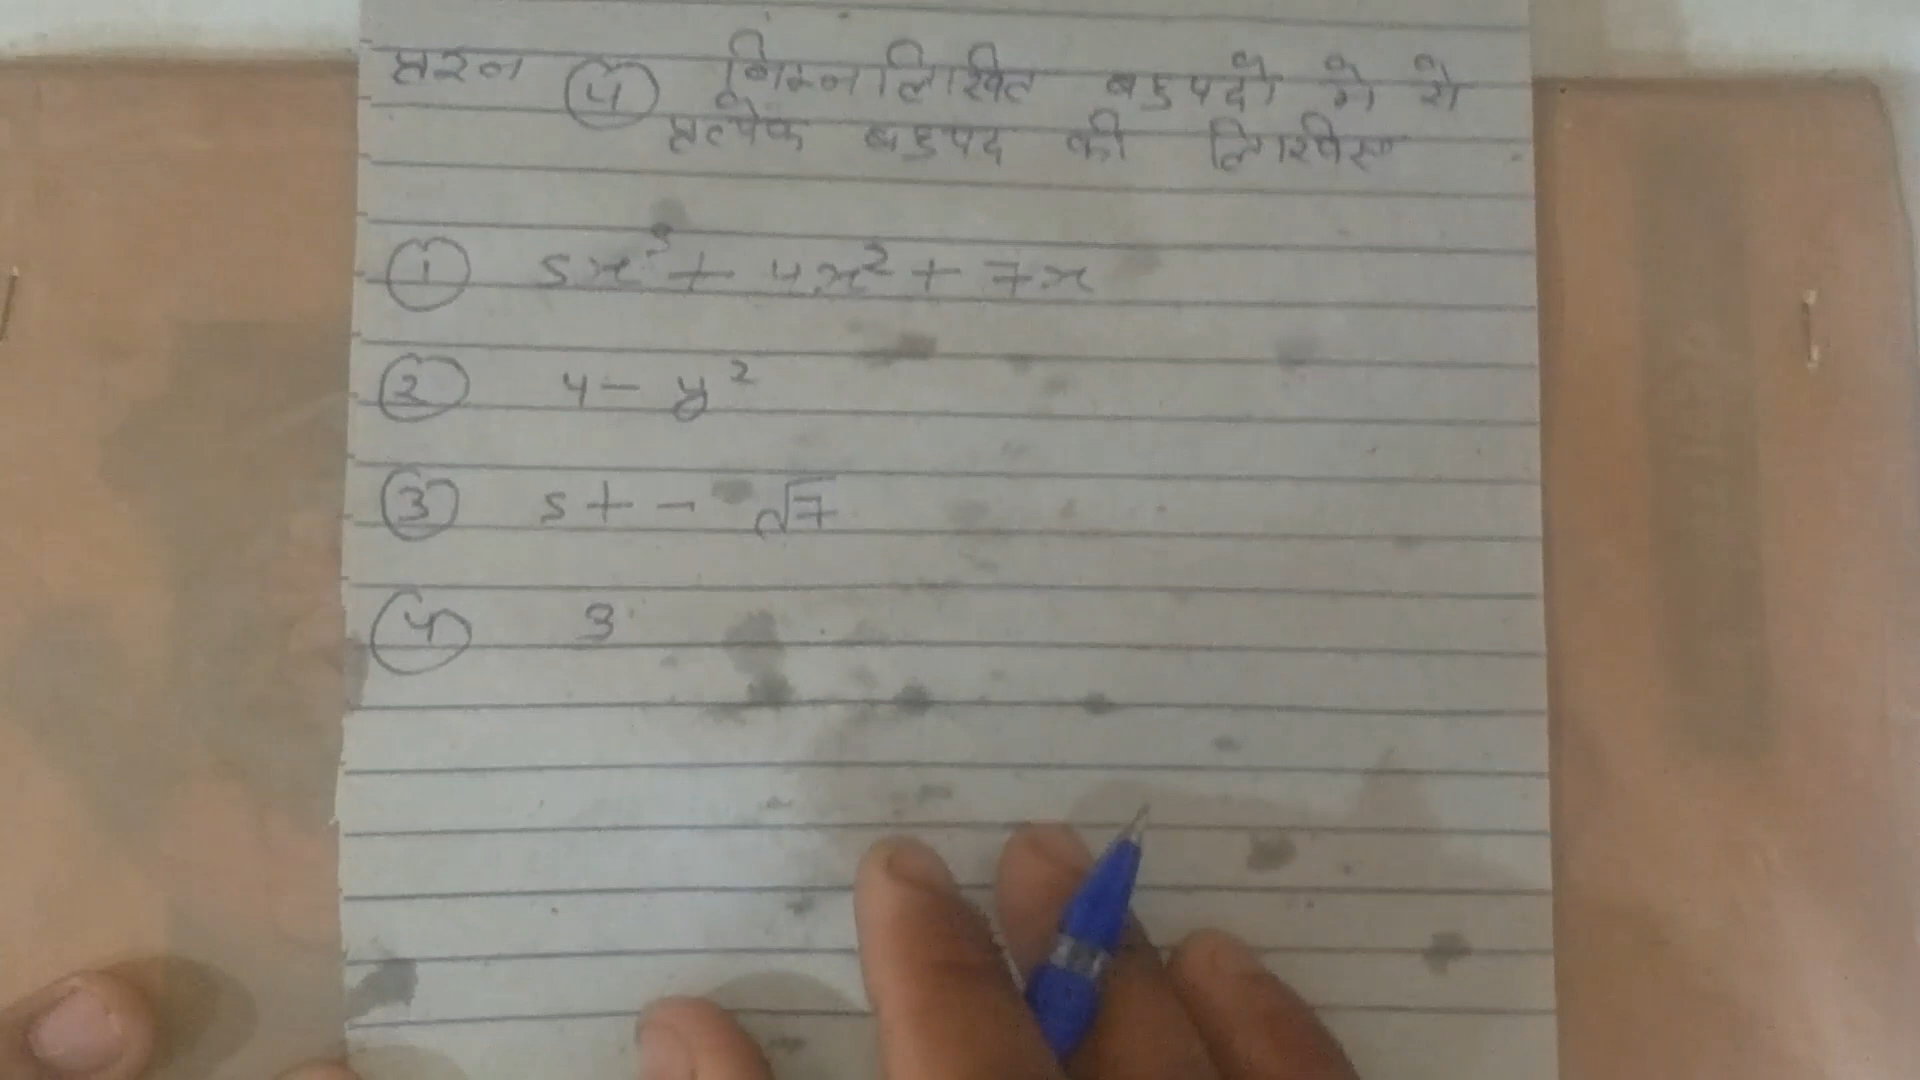 प्रश्न ④ निम्नलिखित बहुपदों में से
प्रत्येक बहुपद की लिखिए
① 5x³ + 4x² + 7x
② 4 - y²
③ 5t - √7
④ 3